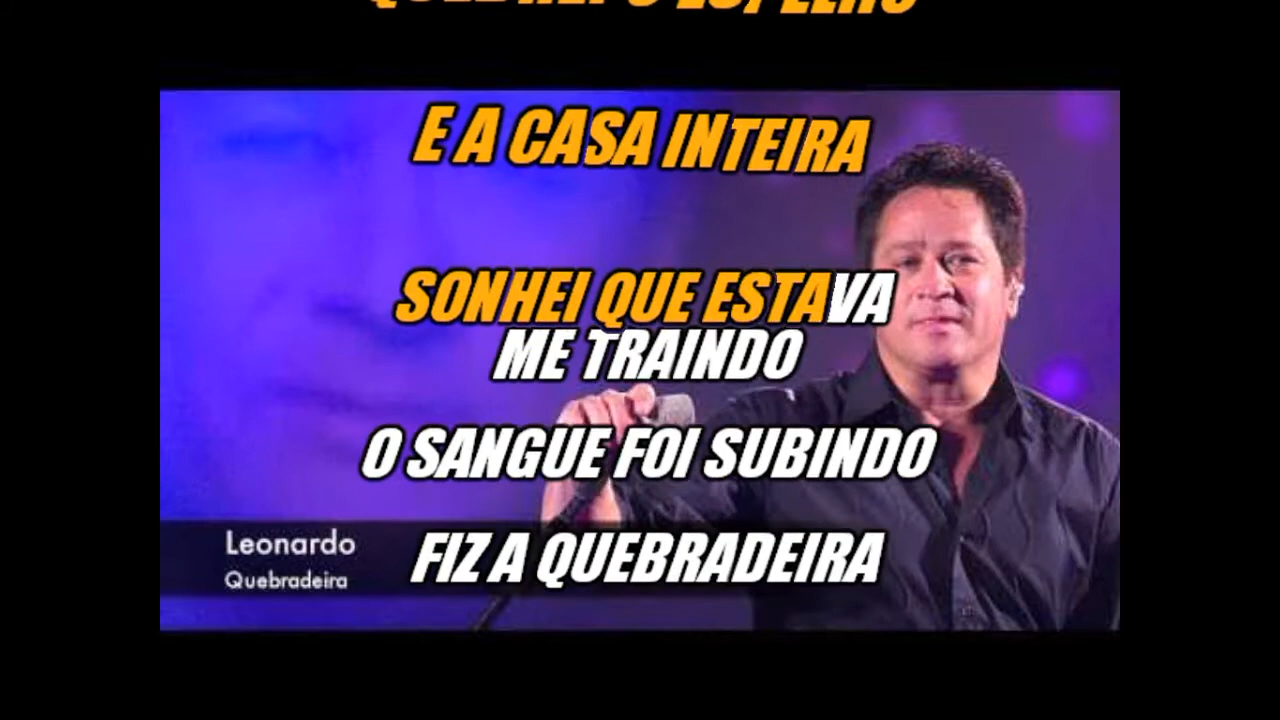 E A CASA INTEIRA
SONHEI QUE ESTAVA
ME TRAINDO
O SANGUE FOI SUBINDO
FIZ A QUEBRADEIRA
Leonardo
Quebradeira